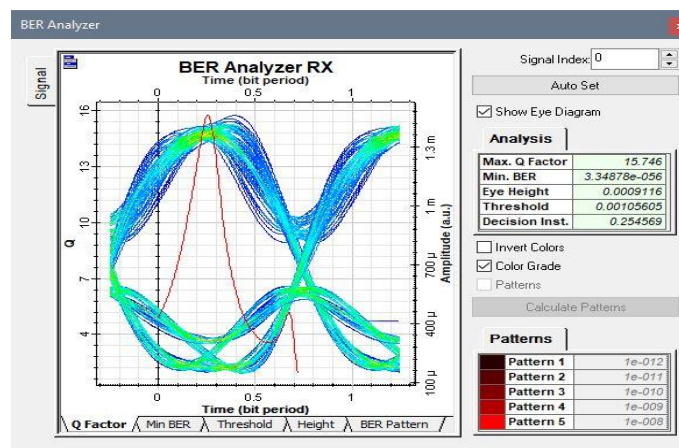 BER Analyzer
Signal
BER Analyzer RX
Time (bit period)
0 0.5 1
Q
16
13
10
7
4
Amplitude (a.u.)
1.3 m
1 m
700 µ
400 µ
100 µ
0 0.5 1
Time (bit period)
Q Factor Min BER Threshold Height BER Pattern
Signal Index: 0
Auto Set
Show Eye Diagram
Analysis
Max. Q Factor 15.746
Min. BER 3.34878e-056
Eye Height 0.0009116
Threshold 0.00105605
Decision Inst. 0.254569
Invert Colors
Color Grade
Patterns
Calculate Patterns
Patterns
Pattern 1 1e-012
Pattern 2 1e-011
Pattern 3 1e-010
Pattern 4 1e-009
Pattern 5 1e-008